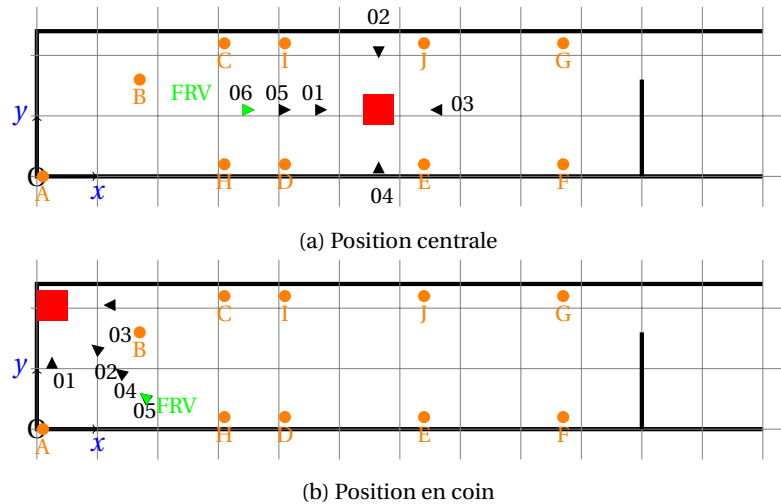 02
C I J G
B
FRV 06 05 01 03
y
O A x H D E F
04
(a) Position centrale
C I J G
03 B
y 01 02 04
05 FRV
O A x H D E F
(b) Position en coin